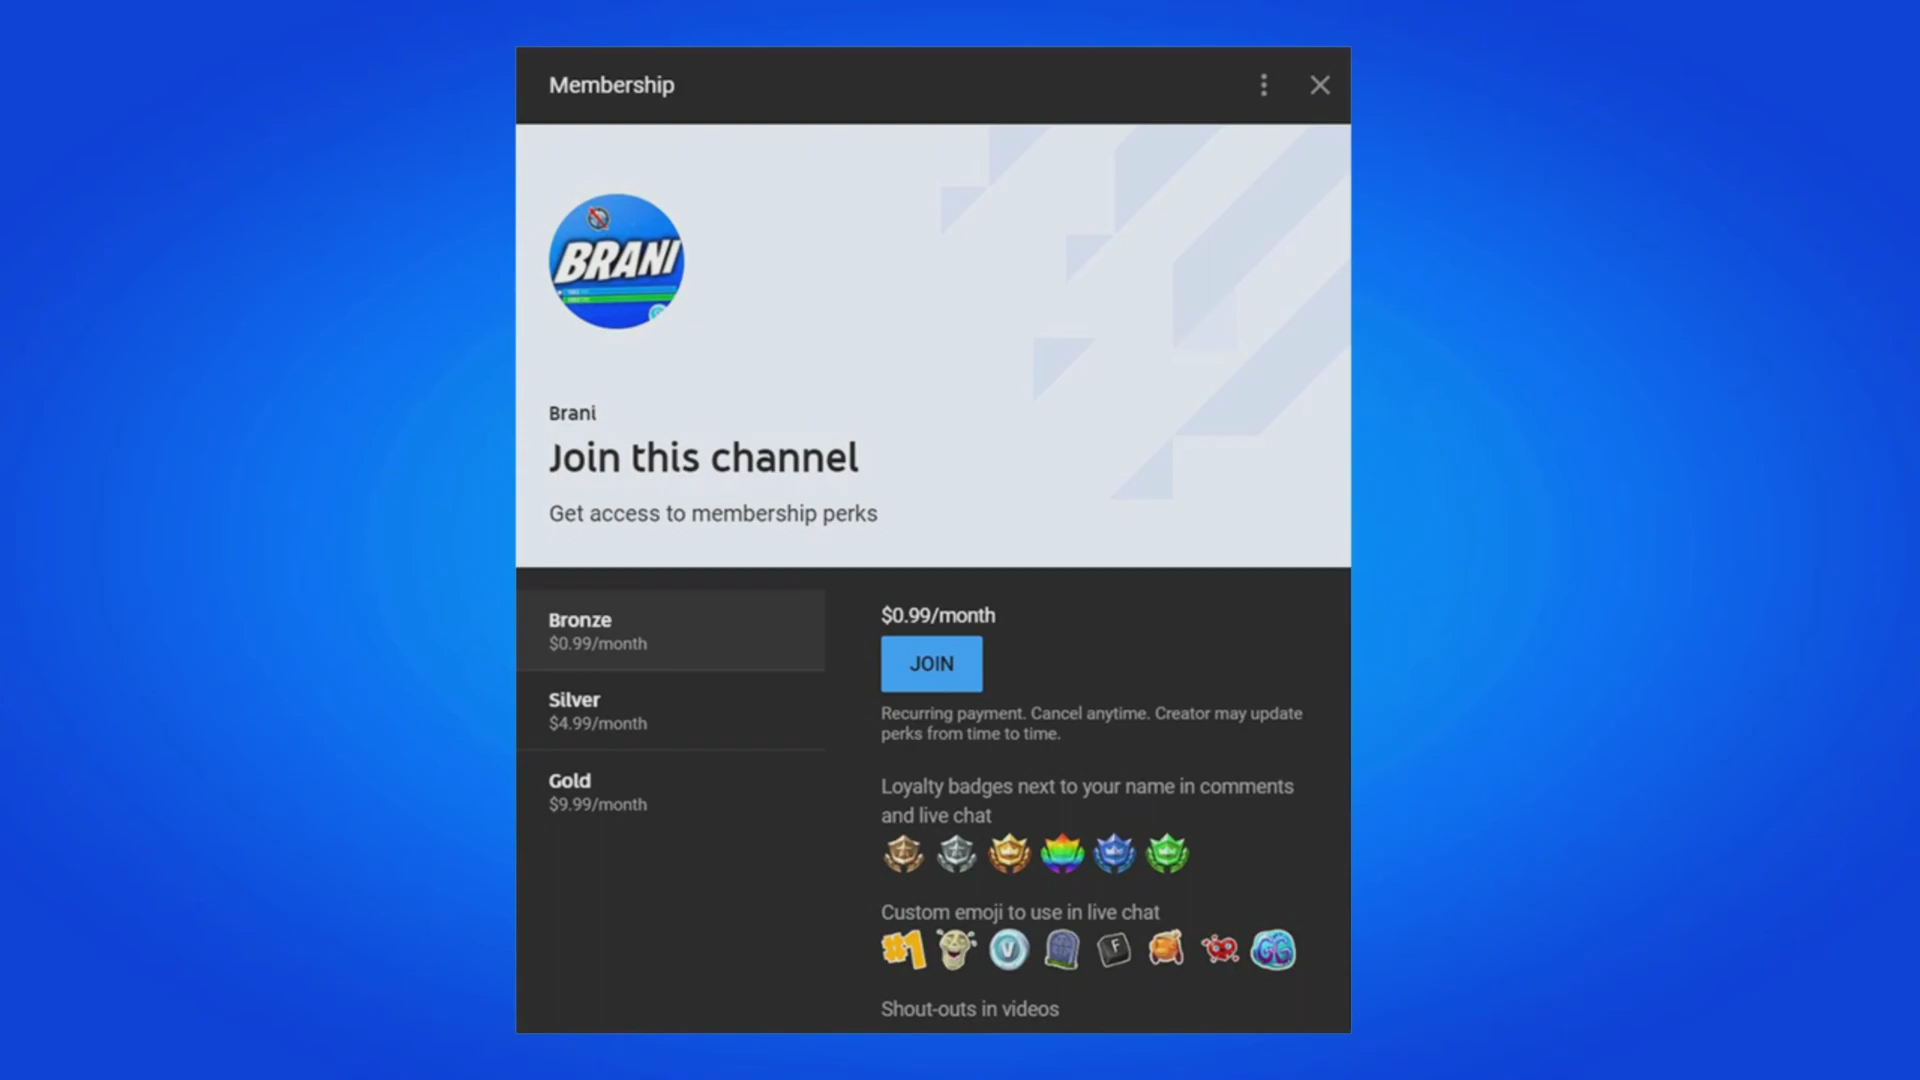 Membership
BRANI
Brani
Join this channel
Get access to membership perks
Bronze
$0.99/month
Silver
$4.99/month
Gold
$9.99/month
$0.99/month
JOIN
Recurring payment. Cancel anytime. Creator may update
perks from time to time.
Loyalty badges next to your name in comments
and live chat
Custom emoji to use in live chat
#1
V
F
GG
Shout-outs in videos